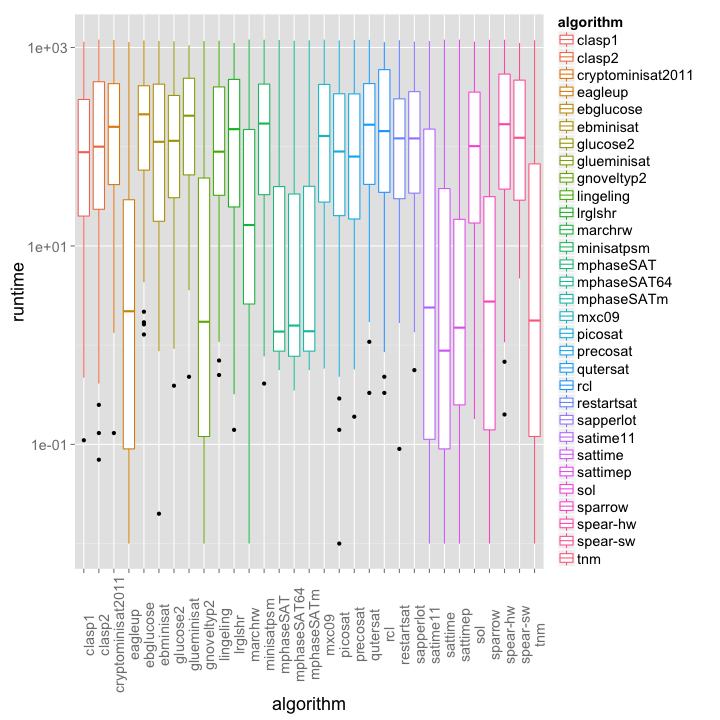 algorithm
clasp1
clasp2
cryptominisat2011
eagleup
ebglucose
ebminisat
glucose2
glueminisat
gnoveltyp2
lingeling
lrglshr
marchrw
minisatpsm
mphaseSAT
mphaseSAT64
mphaseSATm
mxc09
picosat
precosat
qutersat
rcl
restartsat
sapperlot
satime11
sattime
sattimep
sol
sparrow
spear-hw
spear-sw
tnm
1e+03
1e+01
1e-01
runtime
clasp1
clasp2
cryptominisat2011
eagleup
ebglucose
ebminisat
glucose2
glueminisat
gnoveltyp2
lingeling
lrglshr
marchrw
minisatpsm
mphaseSAT
mphaseSAT64
mphaseSATm
mxc09
picosat
precosat
qutersat
rcl
restartsat
sapperlot
satime11
sattime
sattimep
sol
sparrow
spear-hw
spear-sw
tnm
algorithm